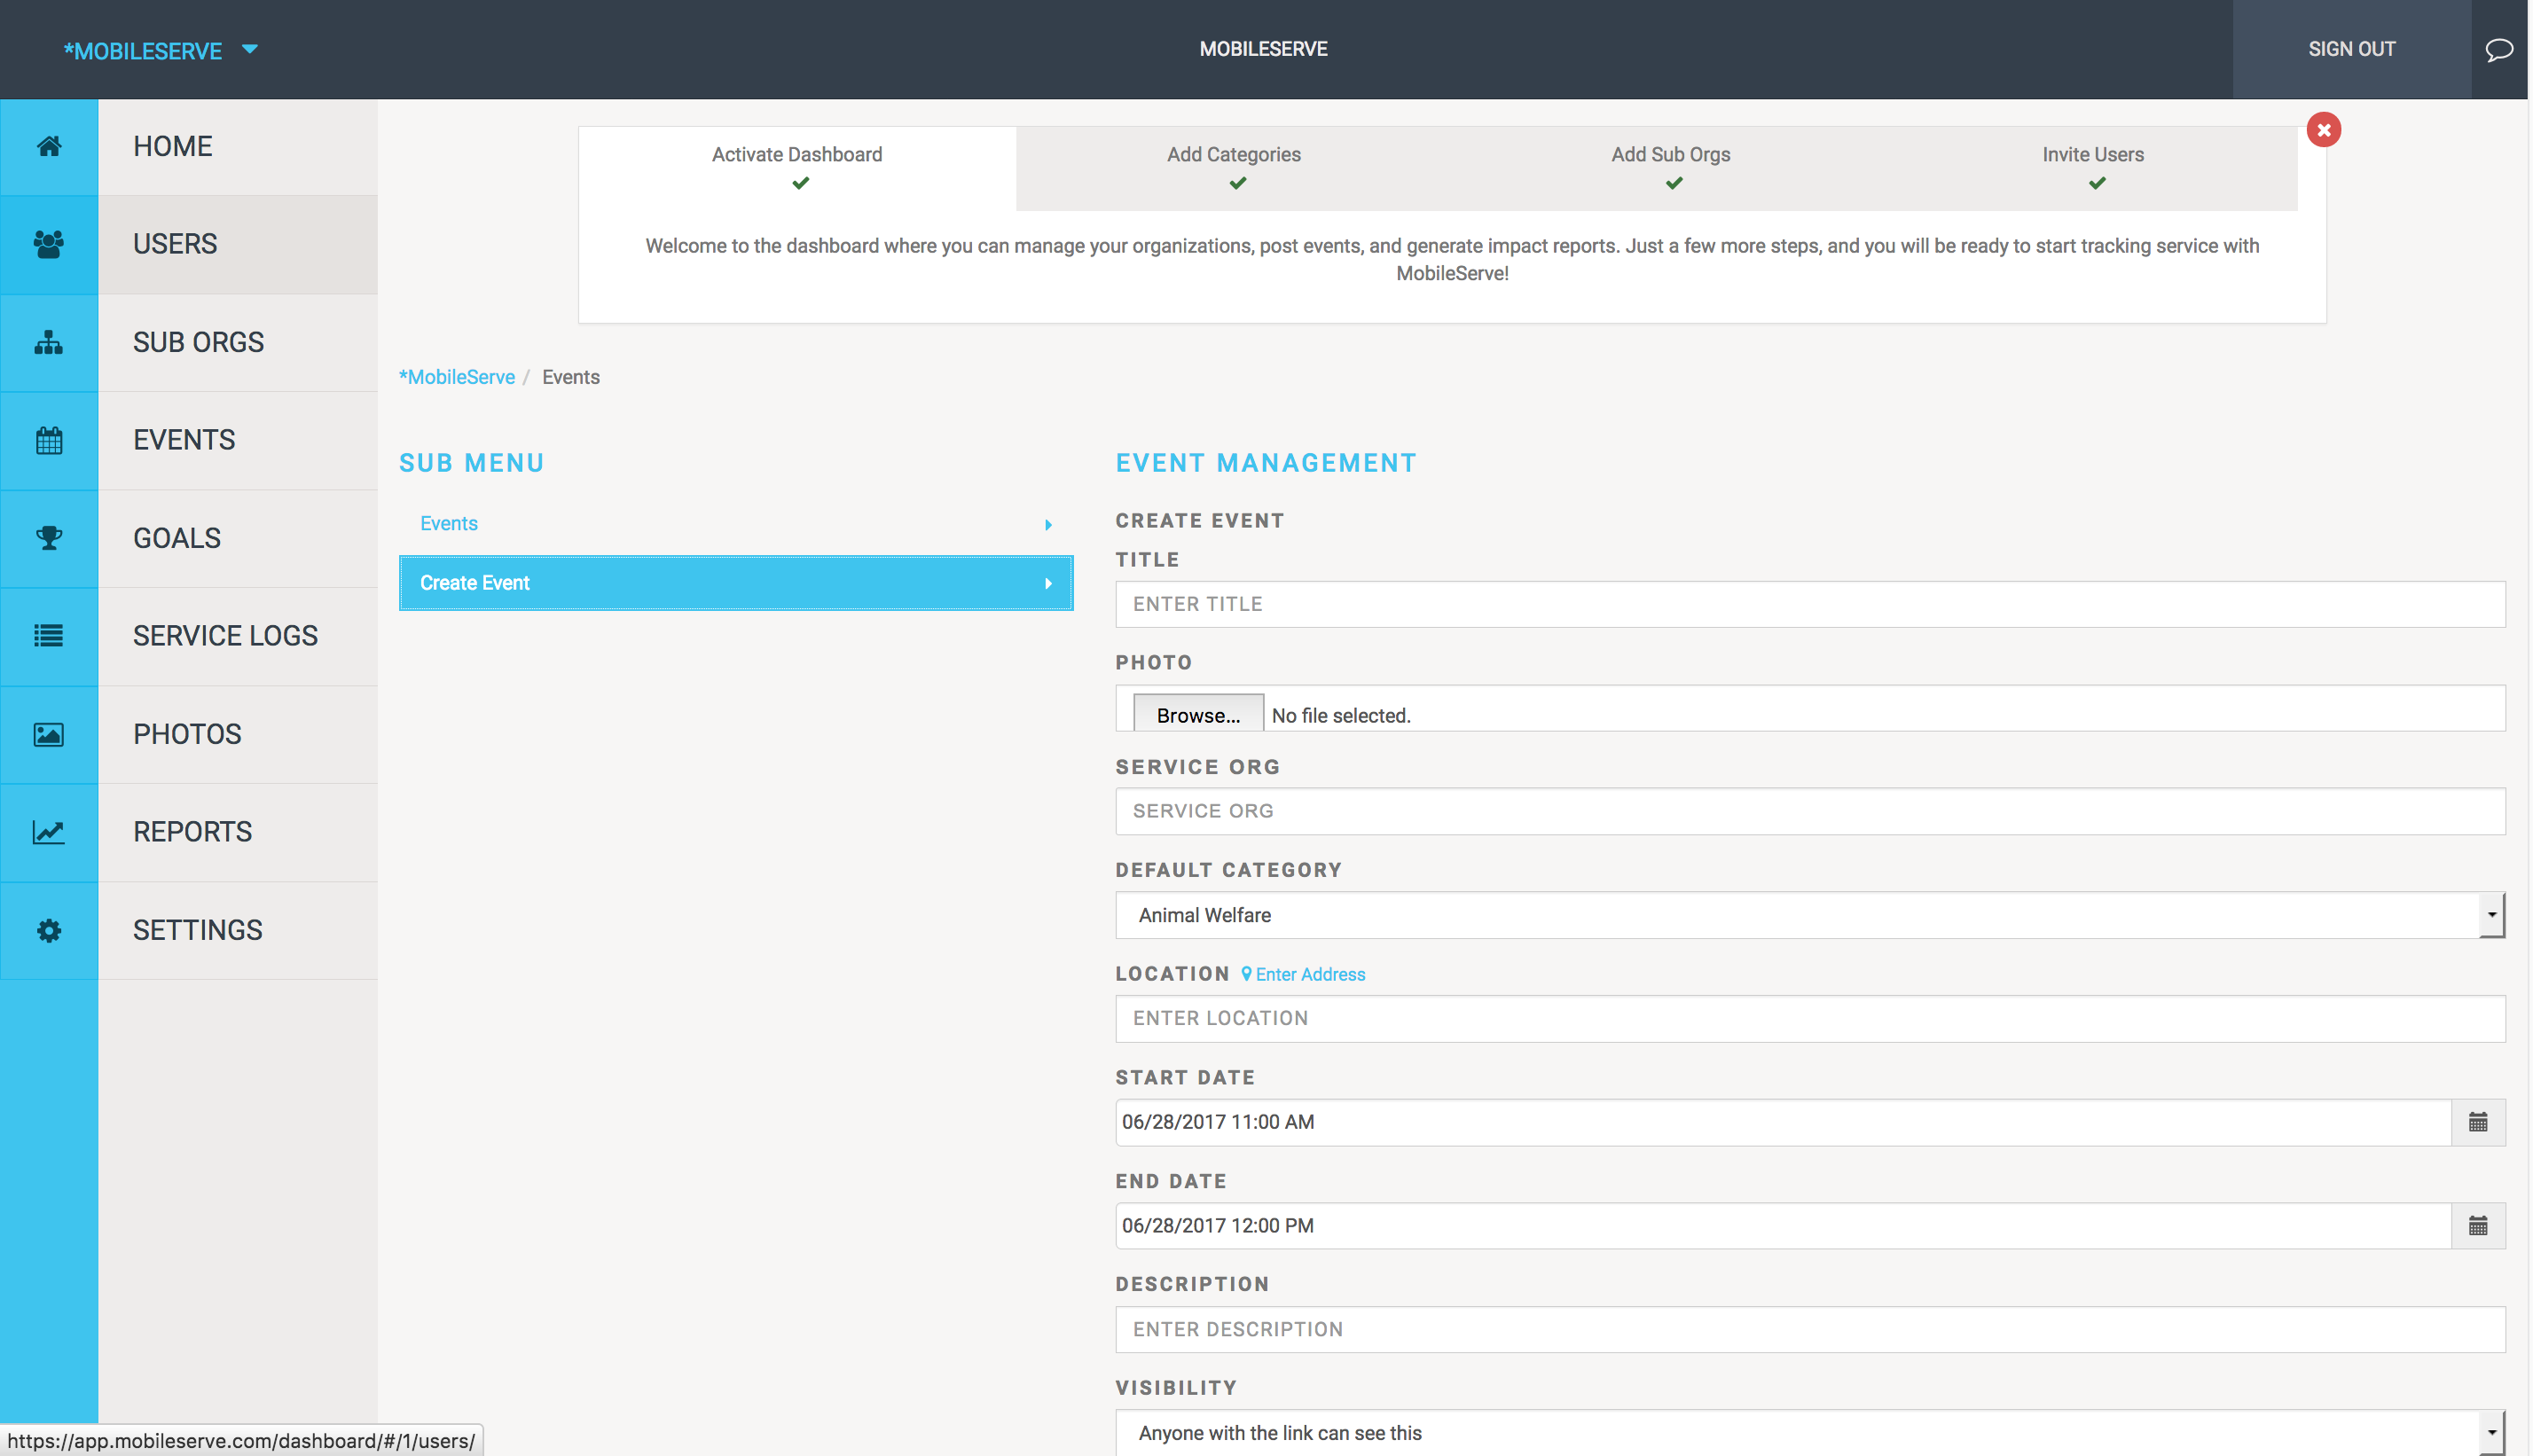 *MOBILESERVE
MOBILESERVE
SIGN OUT
HOME
USERS
SUB ORGS
EVENTS
GOALS
SERVICE LOGS
PHOTOS
REPORTS
SETTINGS
Activate Dashboard
Add Categories
Add Sub Orgs
Invite Users
Welcome to the dashboard where you can manage your organizations, post events, and generate impact reports. Just a few more steps, and you will be ready to start tracking service with
MobileServe!
*MobileServe / Events
SUB MENU
Events
Create Event
EVENT MANAGEMENT
CREATE EVENT
TITLE
ENTER TITLE
PHOTO
Browse... No file selected.
SERVICE ORG
SERVICE ORG
DEFAULT CATEGORY
Animal Welfare
LOCATION Enter Address
ENTER LOCATION
START DATE
06/28/2017 11:00 AM
END DATE
06/28/2017 12:00 PM
DESCRIPTION
ENTER DESCRIPTION
VISIBILITY
Anyone with the link can see this
https://app.mobileserve.com/dashboard/#/1/users/